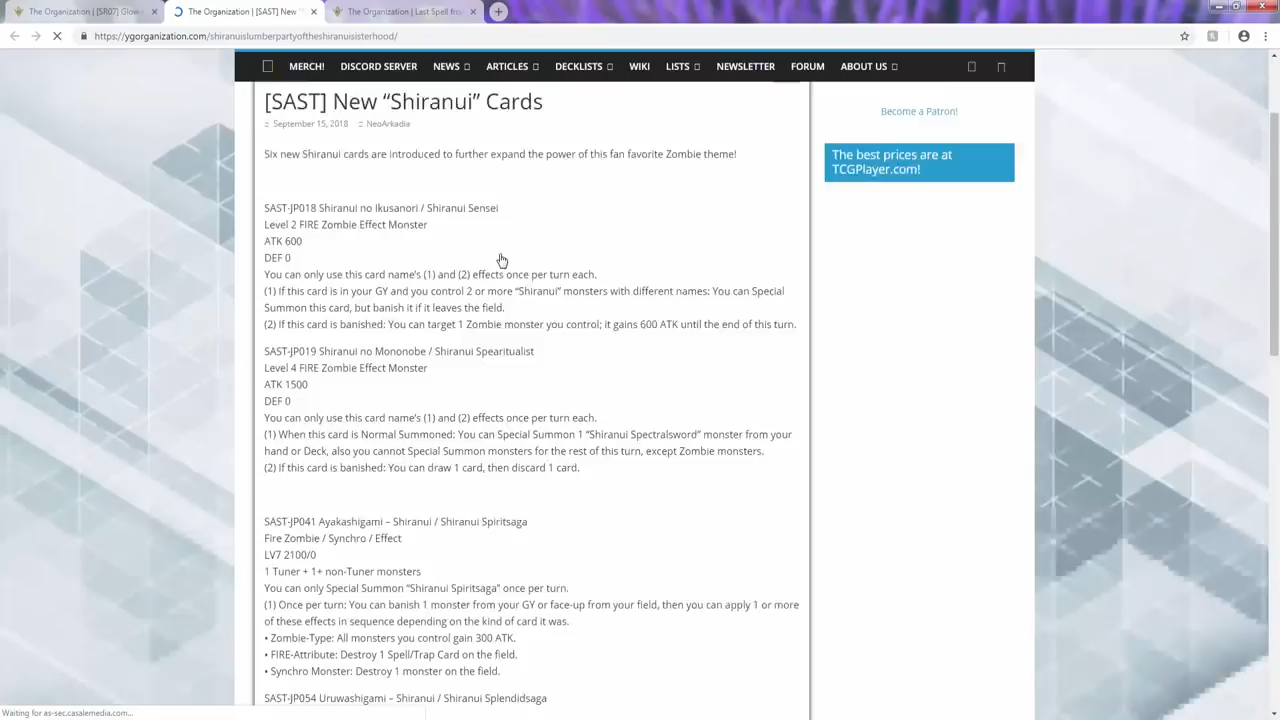 The Organization | [SR07] Glow
The Organization | [SAST] New "
The Organization | Last Spell fro
https://ygorganization.com/shiranuislumberpartyoftheshiranuisisterhood/
MERCH! DISCORD SERVER NEWS ARTICLES DECKLISTS WIKI LISTS NEWSLETTER FORUM ABOUT US
[SAST] New “Shiranui” Cards
September 15, 2018 NeoArkadia
Six new Shiranui cards are introduced to further expand the power of this fan favorite Zombie theme!
SAST-JP018 Shiranui no Ikusanori / Shiranui Sensei
Level 2 FIRE Zombie Effect Monster
ATK 600
DEF 0
You can only use this card name’s (1) and (2) effects once per turn each.
(1) If this card is in your GY and you control 2 or more “Shiranui” monsters with different names: You can Special
Summon this card, but banish it if it leaves the field.
(2) If this card is banished: You can target 1 Zombie monster you control; it gains 600 ATK until the end of this turn.
SAST-JP019 Shiranui no Mononobe / Shiranui Spearitualist
Level 4 FIRE Zombie Effect Monster
ATK 1500
DEF 0
You can only use this card name’s (1) and (2) effects once per turn each.
(1) When this card is Normal Summoned: You can Special Summon 1 “Shiranui Spectralsword” monster from your
hand or Deck, also you cannot Special Summon monsters for the rest of this turn, except Zombie monsters.
(2) If this card is banished: You can draw 1 card, then discard 1 card.
SAST-JP041 Ayakashigami – Shiranui / Shiranui Spiritsaga
Fire Zombie / Synchro / Effect
LV7 2100/0
1 Tuner + 1+ non-Tuner monsters
You can only Special Summon “Shiranui Spiritsaga” once per turn.
(1) Once per turn: You can banish 1 monster from your GY or face-up from your field, then you can apply 1 or more
of these effects in sequence depending on the kind of card it was.
• Zombie-Type: All monsters you control gain 300 ATK.
• FIRE-Attribute: Destroy 1 Spell/Trap Card on the field.
• Synchro Monster: Destroy 1 monster on the field.
SAST-JP054 Uruwashigami – Shiranui / Shiranui Splendidsaga
Become a Patron!
The best prices are at
TCGPlayer.com!
Waiting for as-sec.casalemedia.com...